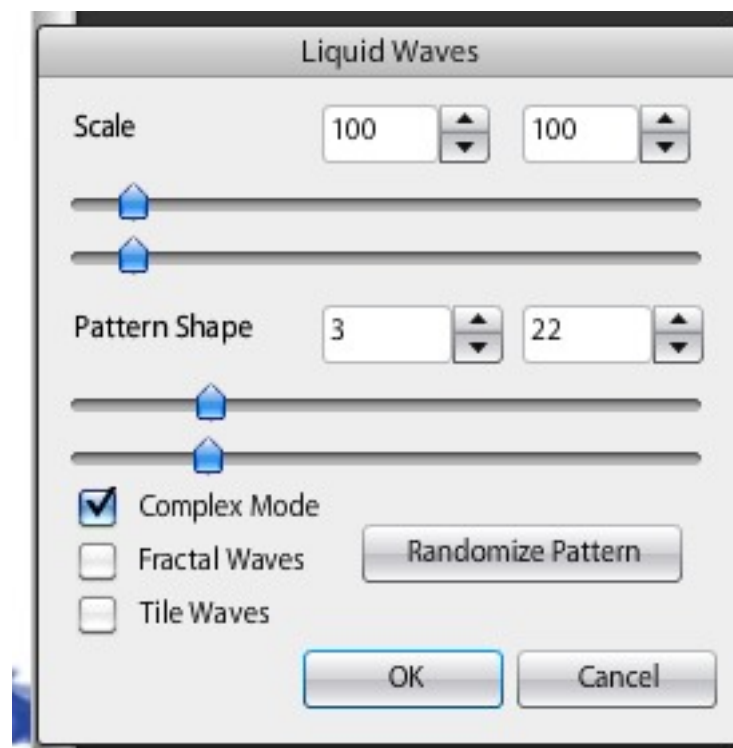 Liquid Waves
Scale 100 100
Pattern Shape 3 22
Complex Mode
Fractal Waves Randomize Pattern
Tile Waves
OK Cancel